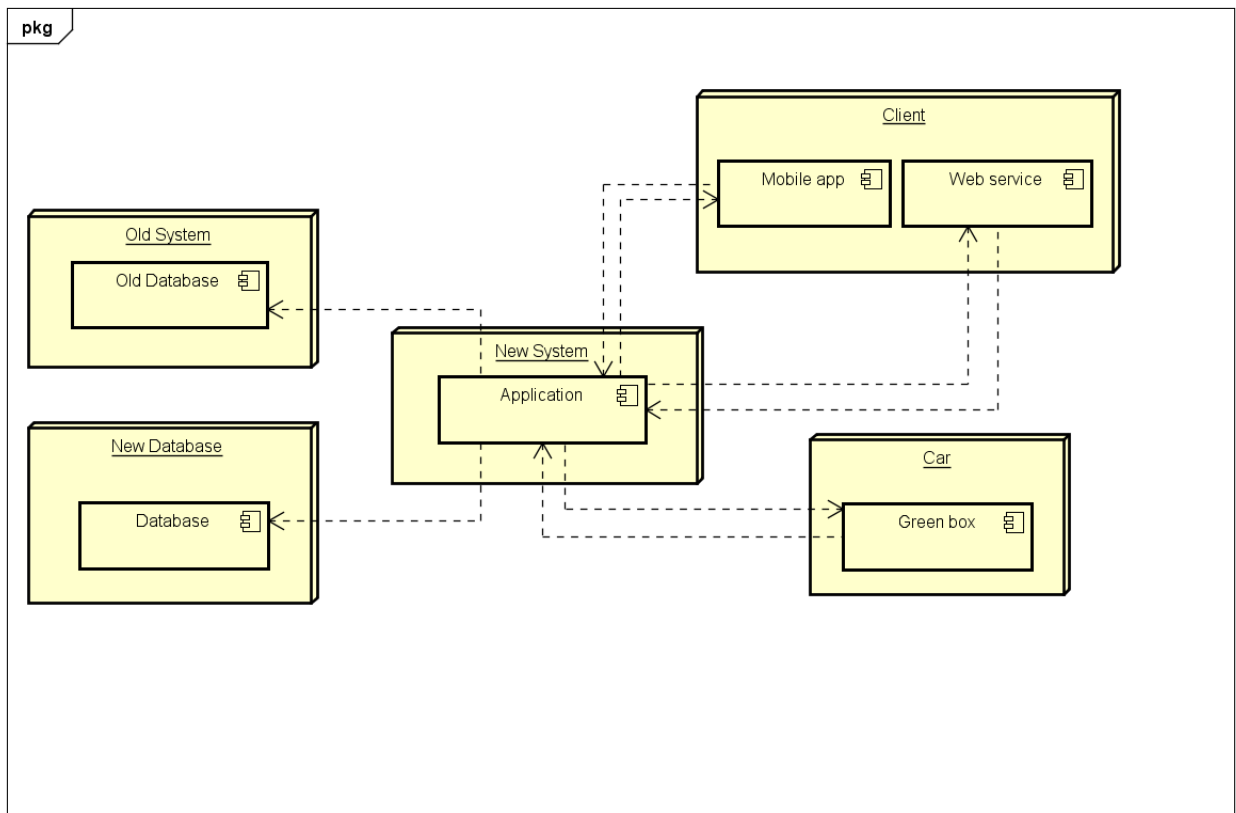 pkg
Client
Mobile app
Web service
Old System
Old Database
New System
Application
New Database
Database
Car
Green box